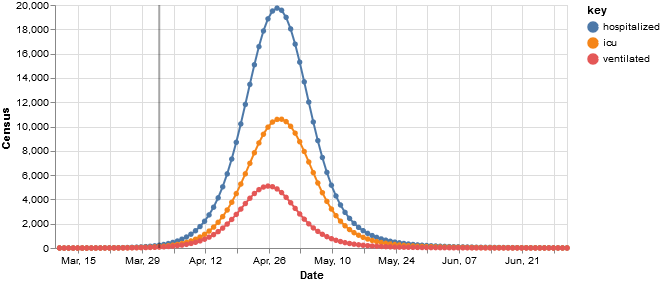 20,000
18,000
16,000
14,000
12,000
10,000
8,000
6,000
4,000
2,000
0
Census
Mar, 15
Mar, 29
Apr, 12
Apr, 26
May, 10
May, 24
Jun, 07
Jun, 21
Date
key
hospitalized
icu
ventilated